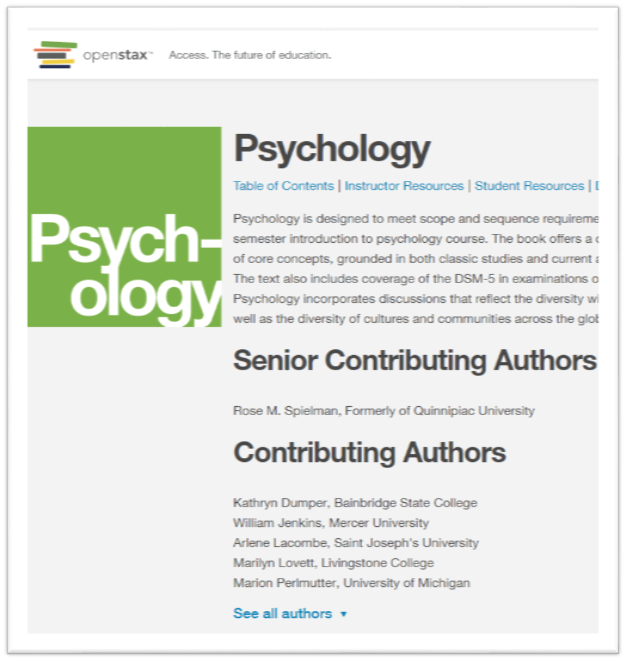 openstax™ Access. The future of education.
Psych-
ology
Psychology
Table of Contents | Instructor Resources | Student Resources |
Psychology is designed to meet scope and sequence requireme
semester introduction to psychology course. The book offers a
of core concepts, grounded in both classic studies and current
The text also includes coverage of the DSM-5 in examinations
Psychology incorporates discussions that reflect the diversity wi
well as the diversity of cultures and communities across the glob
Senior Contributing Authors
Rose M. Spielman, Formerly of Quinnipiac University
Contributing Authors
Kathryn Dumper, Bainbridge State College
William Jenkins, Mercer University
Arlene Lacombe, Saint Joseph's University
Marilyn Lovett, Livingstone College
Marion Perlmutter, University of Michigan
See all authors ▼